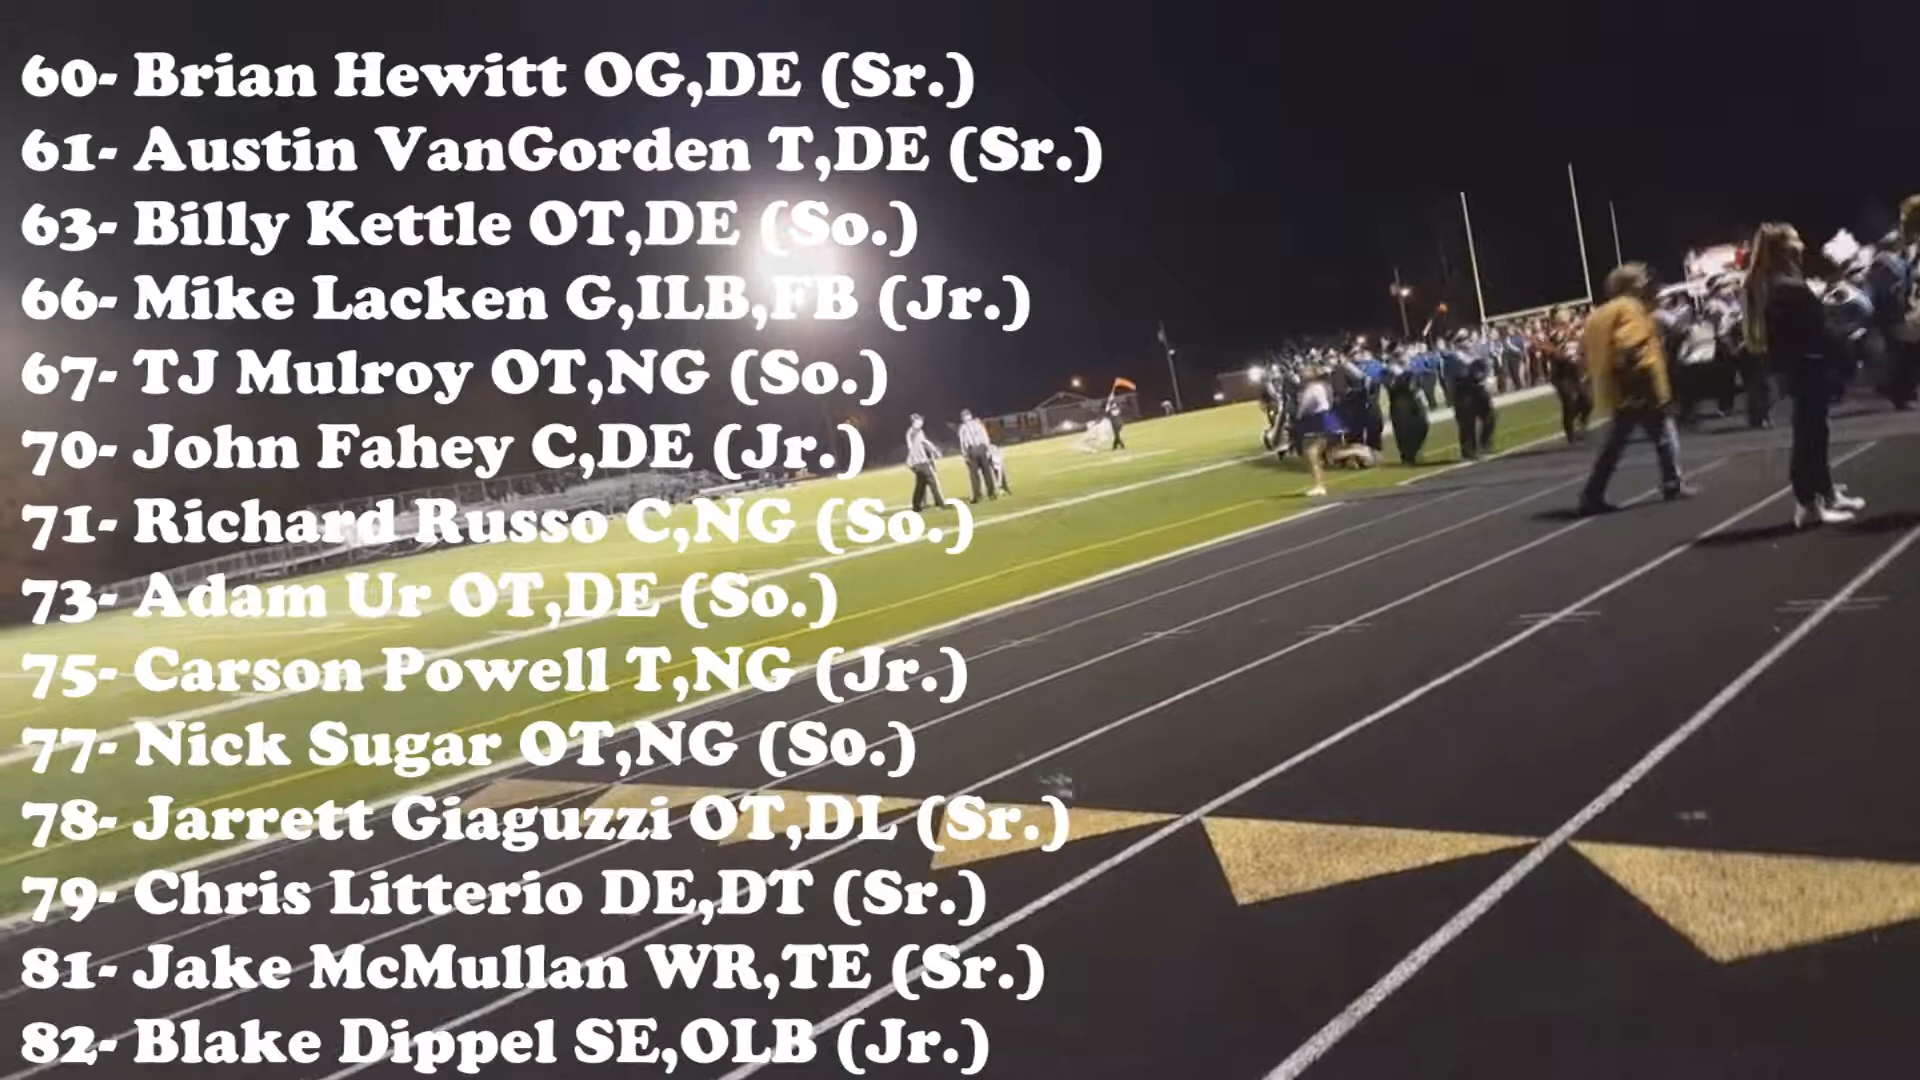 60- Brian Hewitt OG,DE (Sr.)
61- Austin VanGorden T,DE (Sr.)
63- Billy Kettle OT,DE (So.)
66- Mike Lacken G,ILB,FB (Jr.)
67- TJ Mulroy OT,NG (So.)
70- John Fahey C,DE (Jr.)
71- Richard Russo C,NG (So.)
73- Adam Ur OT,DE (So.)
75- Carson Powell T,NG (Jr.)
77- Nick Sugar OT,NG (So.)
78- Jarrett Giaguzzi OT,DL (Sr.)
79- Chris Litterio DE,DT (Sr.)
81- Jake McMullan WR,TE (Sr.)
82- Blake Dippel SE,OLB (Jr.)